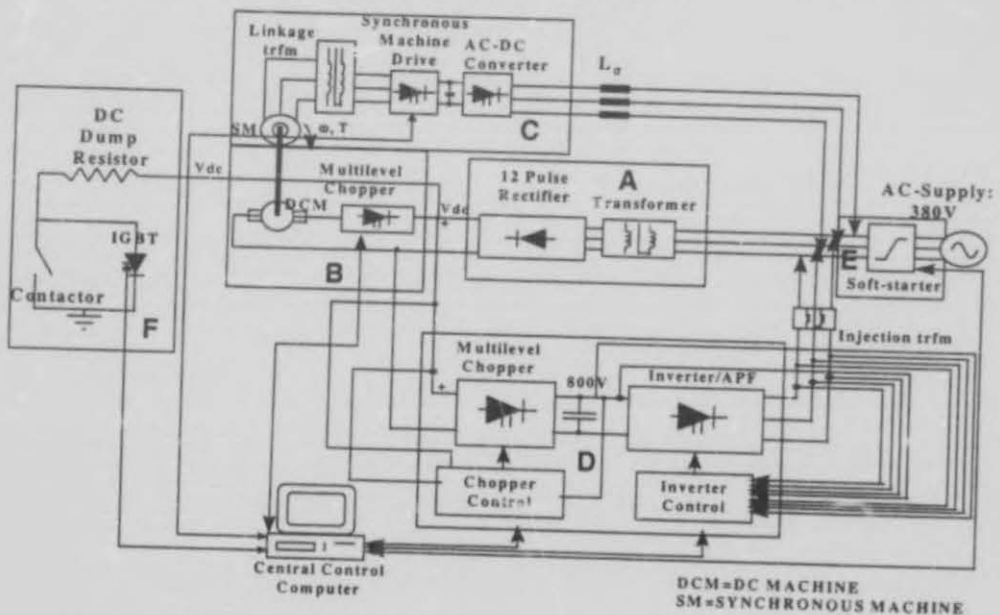 Synchronous
Machine
Drive
Linkage
trfm
AC-DC
Converter
Lσ
C
SM
ω, T
DC
Dump
Resistor
Vdc
IGBT
Contactor
F
Multilevel
Chopper
DCM
B
Vdc
+
12 Pulse
Rectifier
A
Transformer
AC-Supply:
380V
E
Soft-starter
Injection trfm
Multilevel
Chopper
+
800V
Inverter/APF
D
Chopper
Control
Inverter
Control
Central Control
Computer
DCM=DC MACHINE
SM=SYNCHRONOUS MACHINE